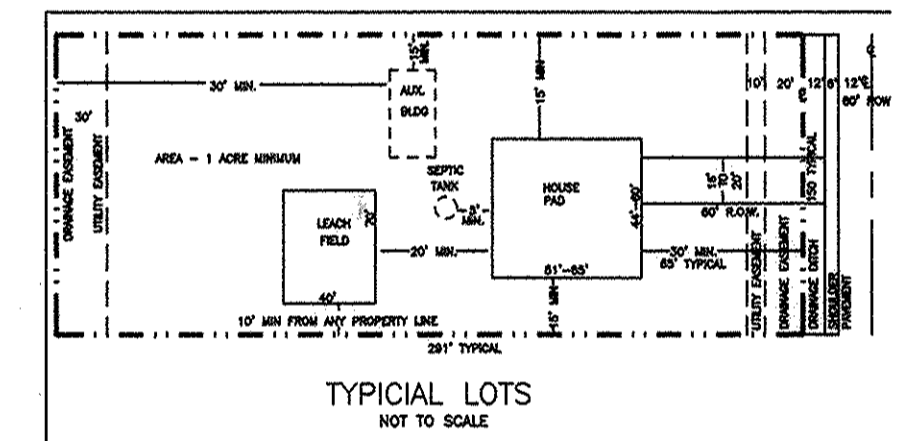 15' MIN.
30' MIN.
AUX.
BLDG
15' MIN
10'
20'
12'
6'
12'
60' ROW
30'
DRAINAGE EASEMENT
UTILITY EASEMENT
AREA - 1 ACRE MINIMUM
SEPTIC
TANK
5'
MIN.
HOUSE
PAD
44'-60'
15'
TO
20'
60' R.O.W.
150 TYPICAL
LEACH
FIELD
70'
20' MIN.
30' MIN.
65' TYPICAL
61'-65'
40'
15' MIN
10' MIN FROM ANY PROPERTY LINE
UTILITY EASEMENT
DRAINAGE EASEMENT
DRAINAGE DITCH
SHOULDER
PAVEMENT
291' TYPICAL
TYPICIAL LOTS
NOT TO SCALE